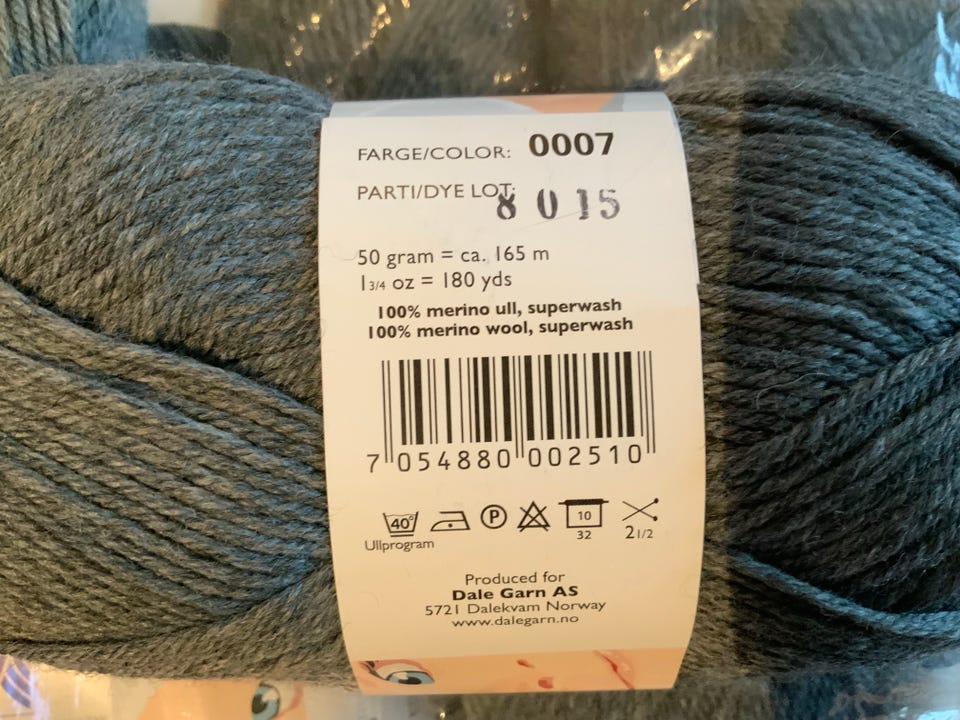 FARGE/COLOR: 0007
PARTI/DYE LOT: 8015
50 gram = ca. 165 m
1 3/4 oz = 180 yds
100% merino ull, superwash
100% merino wool, superwash
7 054880 002510
40° P 10
Ullprogram 32 2 1/2
Produced for
Dale Garn AS
5721 Dalekvam Norway
www.dalegarn.no